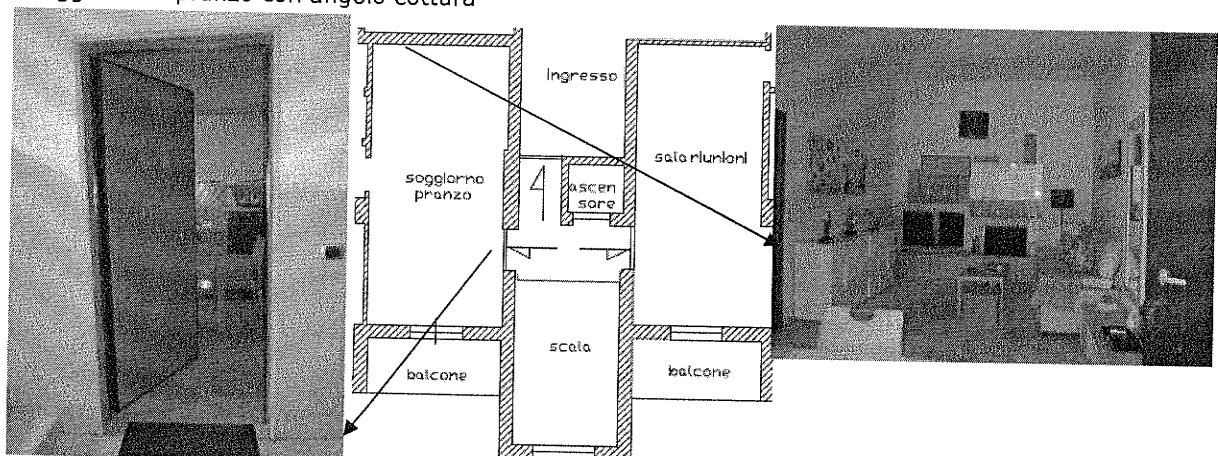 pranzo con angolo cottura
Ingresso
sala riunioni
soggiorno
pranzo
ascen
sore
scala
balcone
balcone